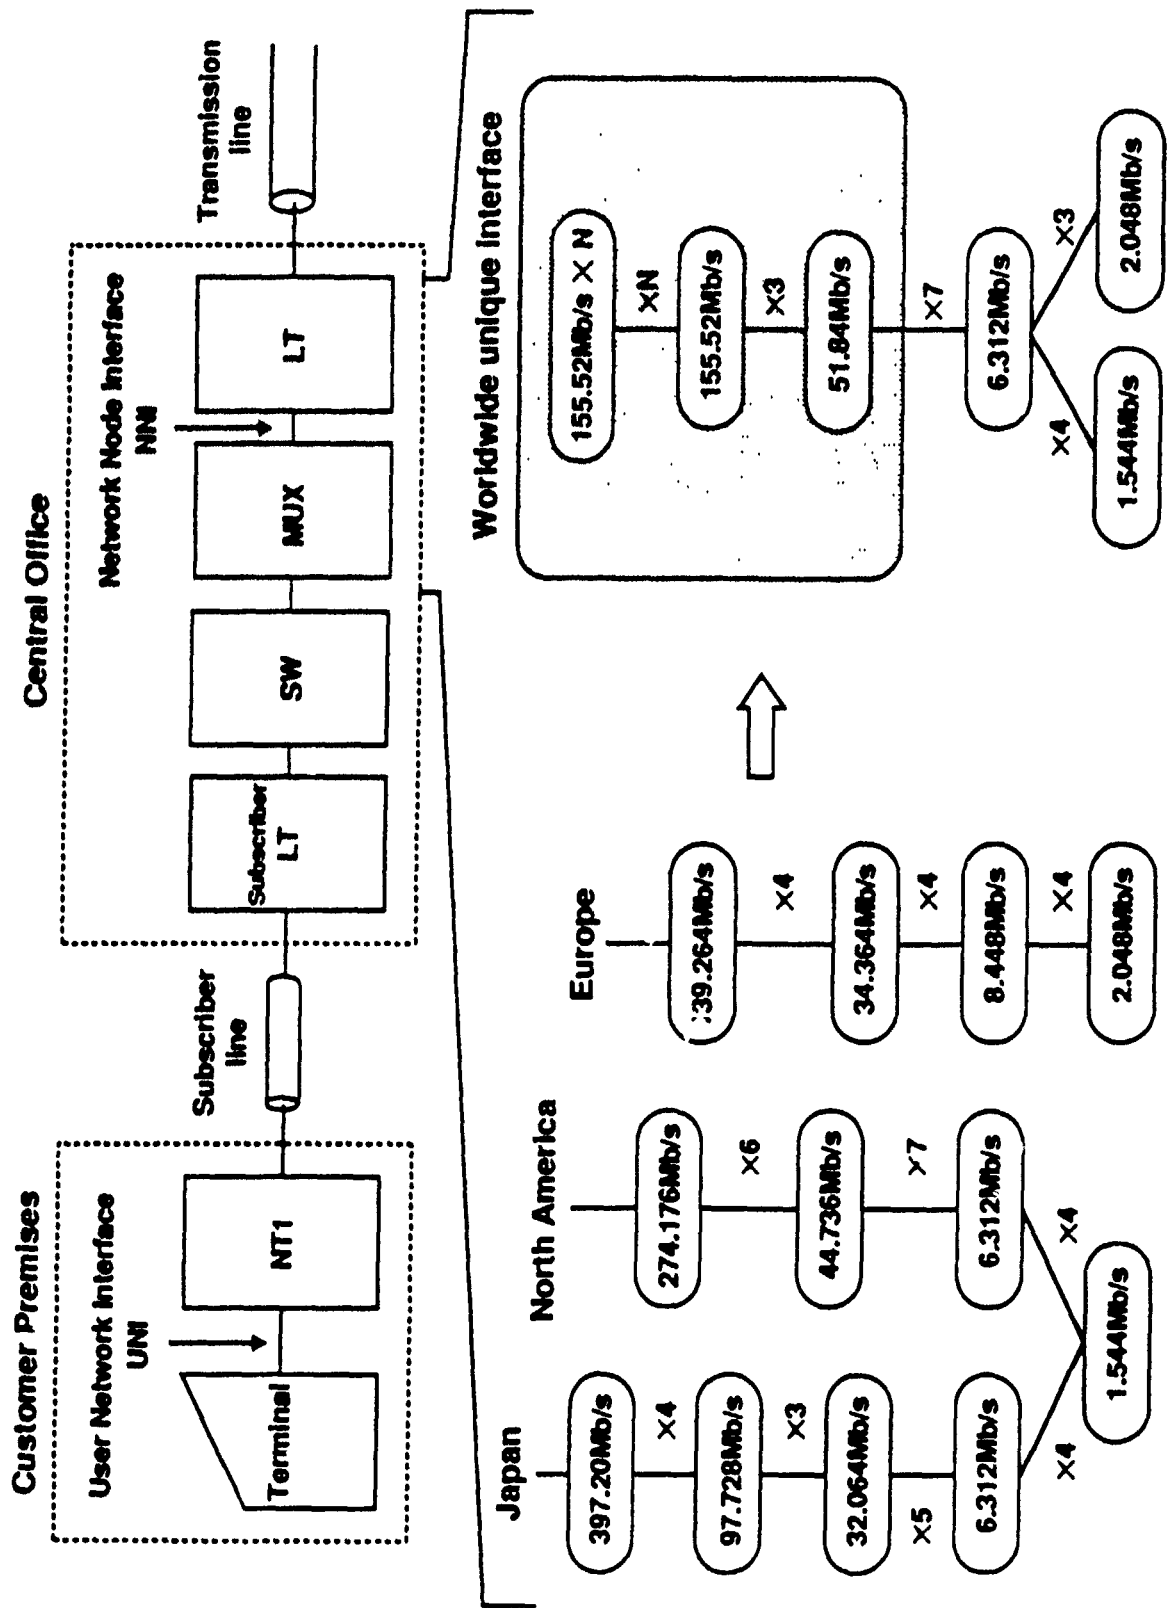 Customer Premises
Central Office
User Network Interface
UNI
Network Node Interface
NNI
Subscriber
line
Transmission
line
Terminal
NT1
Subscriber
LT
SW
MUX
LT
Japan
397.20Mb/s
×4
97.728Mb/s
×3
32.064Mb/s
×5
6.312Mb/s
×4
North America
274.176Mb/s
×6
44.736Mb/s
×7
6.312Mb/s
×4
1.544Mb/s
Europe
139.264Mb/s
×4
34.364Mb/s
×4
8.448Mb/s
×4
2.048Mb/s
Worldwide unique interface
155.52Mb/s × N
×N
155.52Mb/s
×3
51.84Mb/s
×7
6.312Mb/s
×4
×3
1.544Mb/s
2.048Mb/s